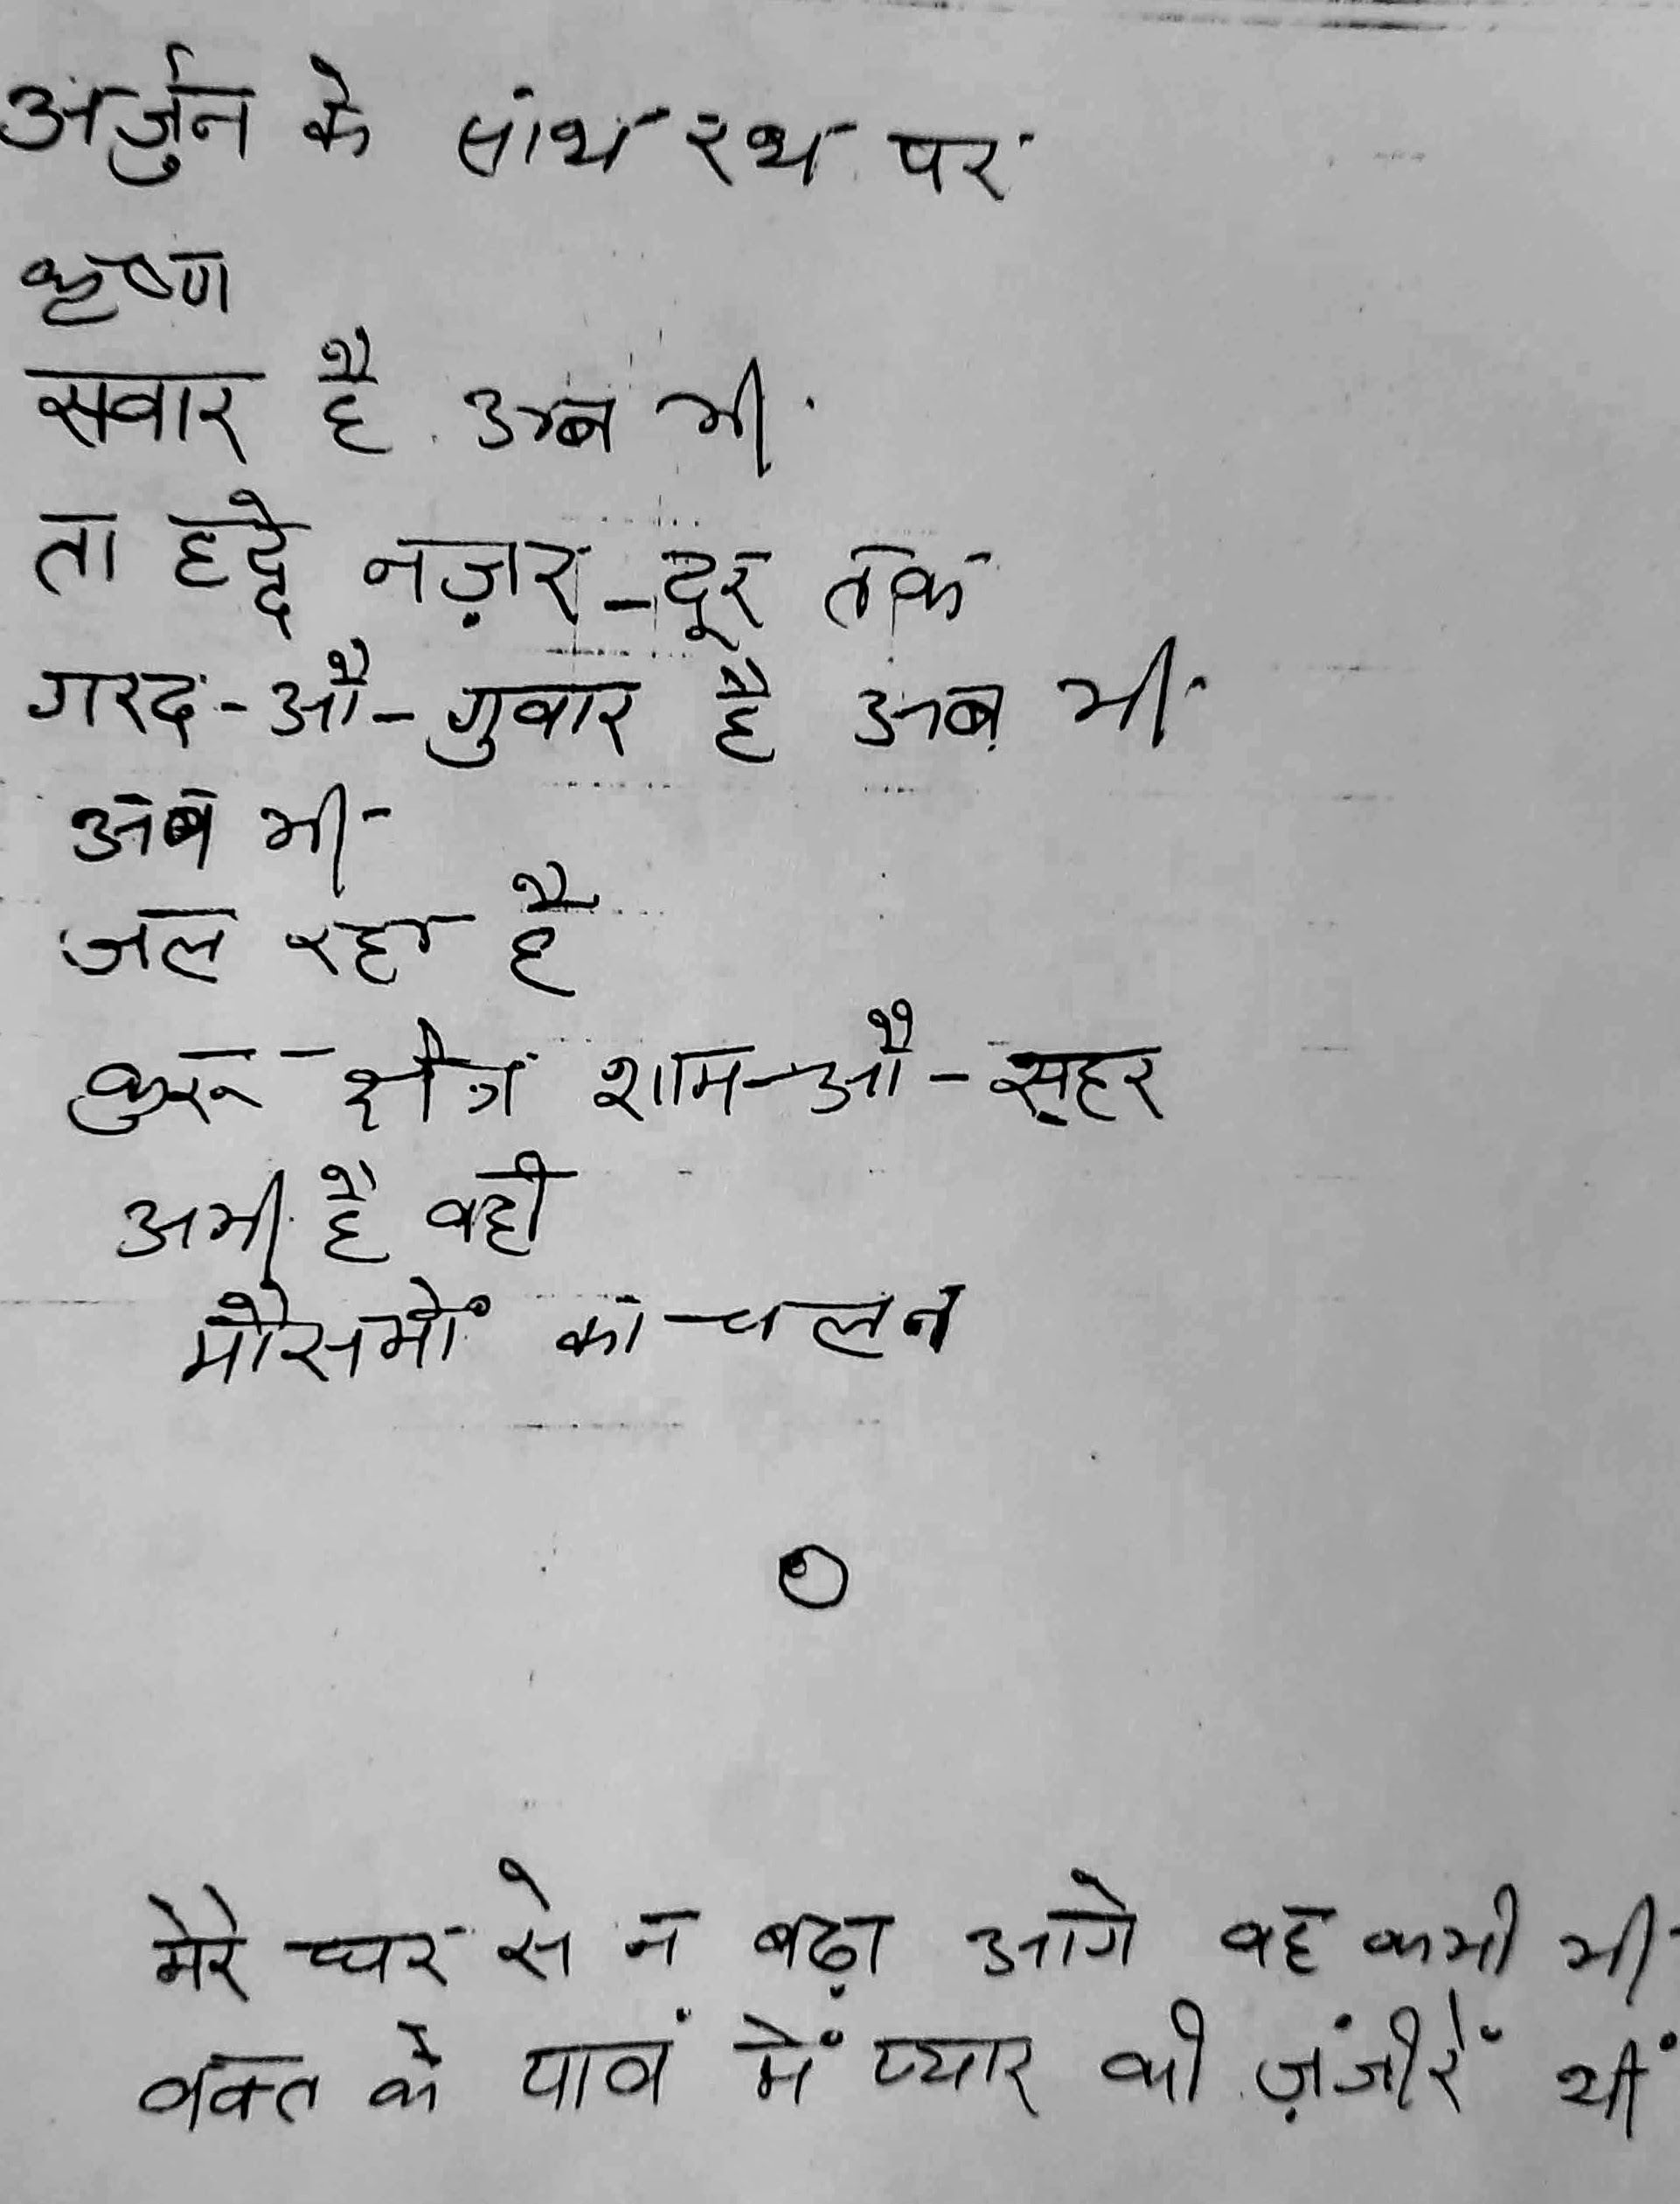 अर्जुन के साथ रथ पर
कृष्ण
सवार है अब भी
ता हद्दे नज़र-दूर तक
गरद-औ-गुवार है अब भी
अब भी
जल रहा है
कुरू क्षेत्र शाम-औ-सहर
अभी है वही
मौसमों का चलन
मेरे घर से न बढ़ा आगे वह कभी भी
वक्त के पावं में प्यार की ज़ंजीरें थीं